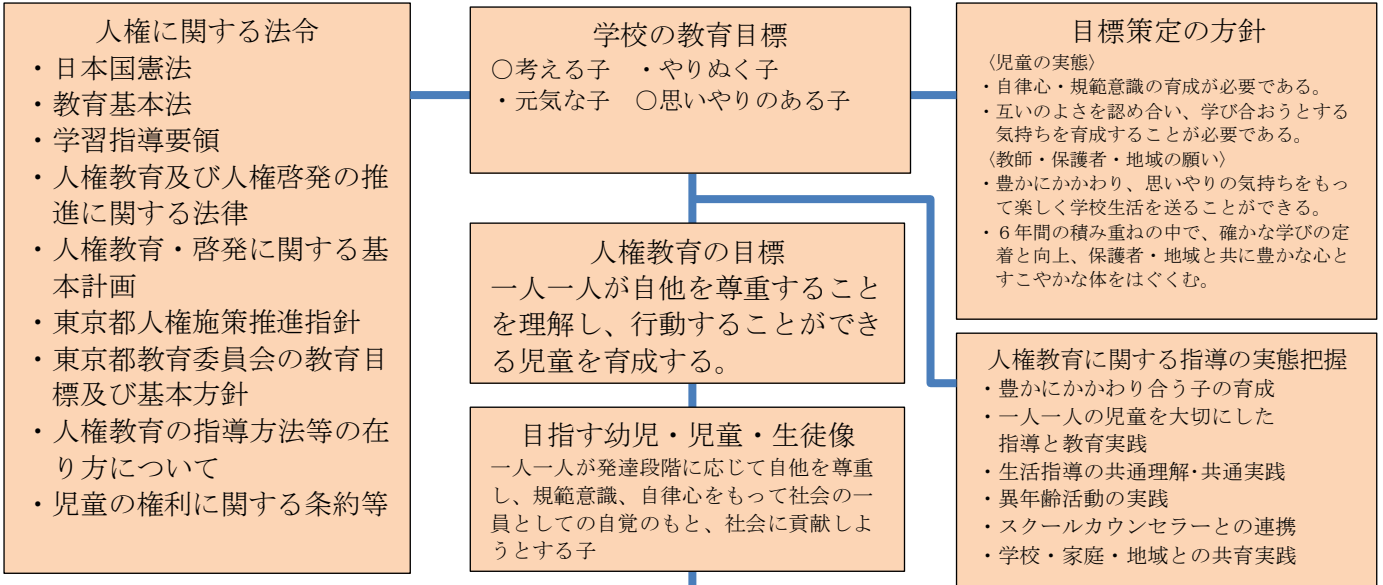 人権に関する法令
・日本国憲法
・教育基本法
・学習指導要領
・人権教育及び人権啓発の推
進に関する法律
・人権教育・啓発に関する基
本計画
・東京都人権施策推進指針
・東京都教育委員会の教育目
標及び基本方針
・人権教育の指導方法等の在
り方について
・児童の権利に関する条約等
学校の教育目標
○考える子　・やりぬく子
・元気な子　○思いやりのある子
目標策定の方針
〈児童の実態〉
・自律心・規範意識の育成が必要である。
・互いのよさを認め合い、学び合おうとする
気持ちを育成することが必要である。
〈教師・保護者・地域の願い〉
・豊かにかかわり、思いやりの気持ちをもっ
て楽しく学校生活を送ることができる。
・６年間の積み重ねの中で、確かな学びの定
着と向上、保護者・地域と共に豊かな心と
すこやかな体をはぐくむ。
人権教育の目標
一人一人が自他を尊重すること
を理解し、行動することができ
る児童を育成する。
人権教育に関する指導の実態把握
・豊かにかかわり合う子の育成
・一人一人の児童を大切にした
指導と教育実践
・生活指導の共通理解・共通実践
・異年齢活動の実践
・スクールカウンセラーとの連携
・学校・家庭・地域との共育実践
目指す幼児・児童・生徒像
一人一人が発達段階に応じて自他を尊重
し、規範意識、自律心をもって社会の一
員としての自覚のもと、社会に貢献しよ
うとする子